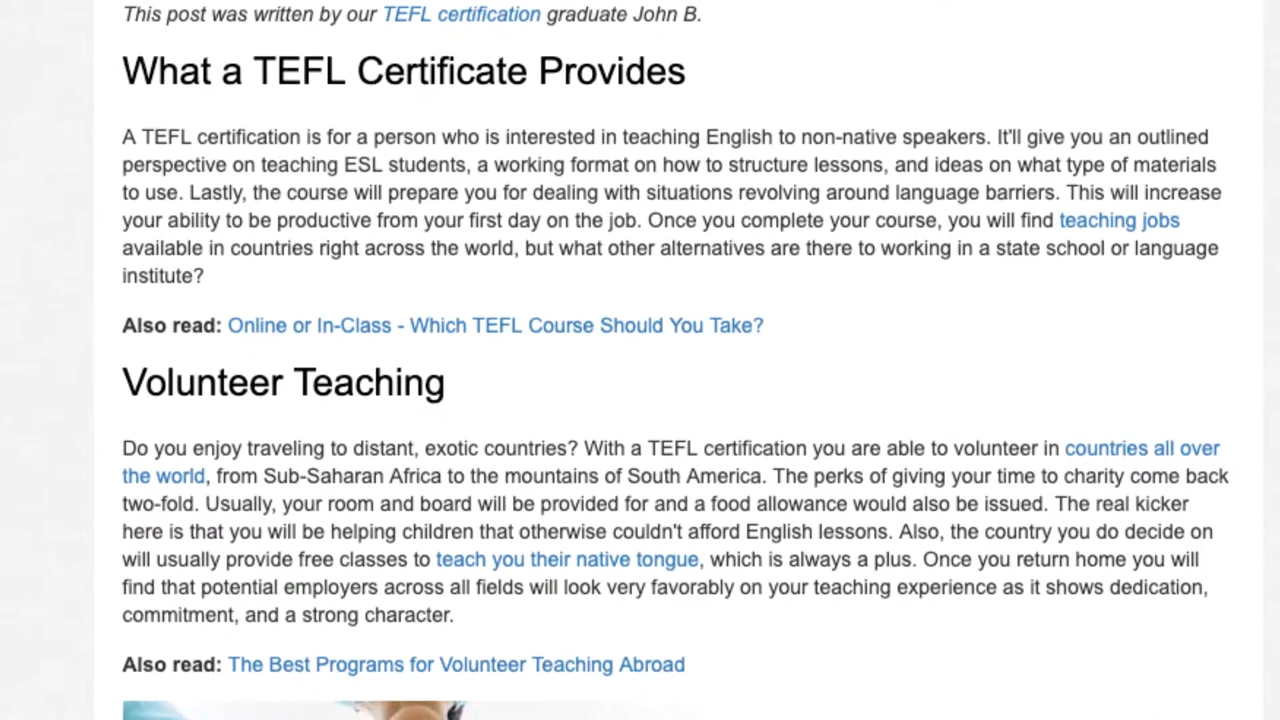 This post was written by our TEFL certification graduate John B.
What a TEFL Certificate Provides
A TEFL certification is for a person who is interested in teaching English to non-native speakers. It'll give you an outlined
perspective on teaching ESL students, a working format on how to structure lessons, and ideas on what type of materials
to use. Lastly, the course will prepare you for dealing with situations revolving around language barriers. This will increase
your ability to be productive from your first day on the job. Once you complete your course, you will find teaching jobs
available in countries right across the world, but what other alternatives are there to working in a state school or language
institute?
Also read: Online or In-Class - Which TEFL Course Should You Take?
Volunteer Teaching
Do you enjoy traveling to distant, exotic countries? With a TEFL certification you are able to volunteer in countries all over
the world, from Sub-Saharan Africa to the mountains of South America. The perks of giving your time to charity come back
two-fold. Usually, your room and board will be provided for and a food allowance would also be issued. The real kicker
here is that you will be helping children that otherwise couldn't afford English lessons. Also, the country you do decide on
will usually provide free classes to teach you their native tongue, which is always a plus. Once you return home you will
find that potential employers across all fields will look very favorably on your teaching experience as it shows dedication,
commitment, and a strong character.
Also read: The Best Programs for Volunteer Teaching Abroad